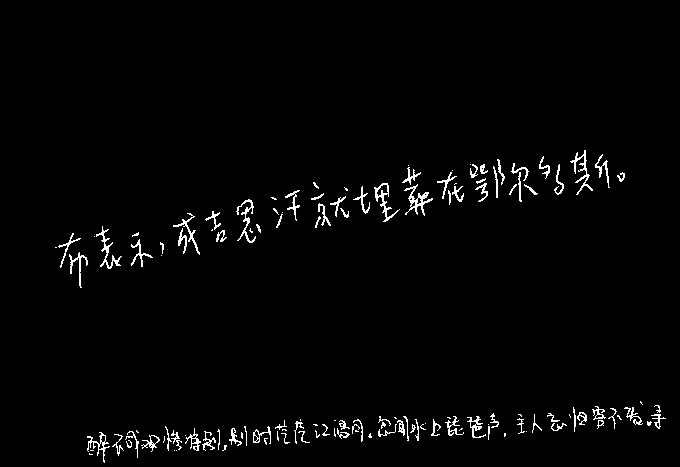 布表示，成吉思汗就埋葬在鄂尔多斯。
醉不成欢惨将别，别时茫茫江浸月。忽闻水上琵琶声，主人忘归客不发。寻